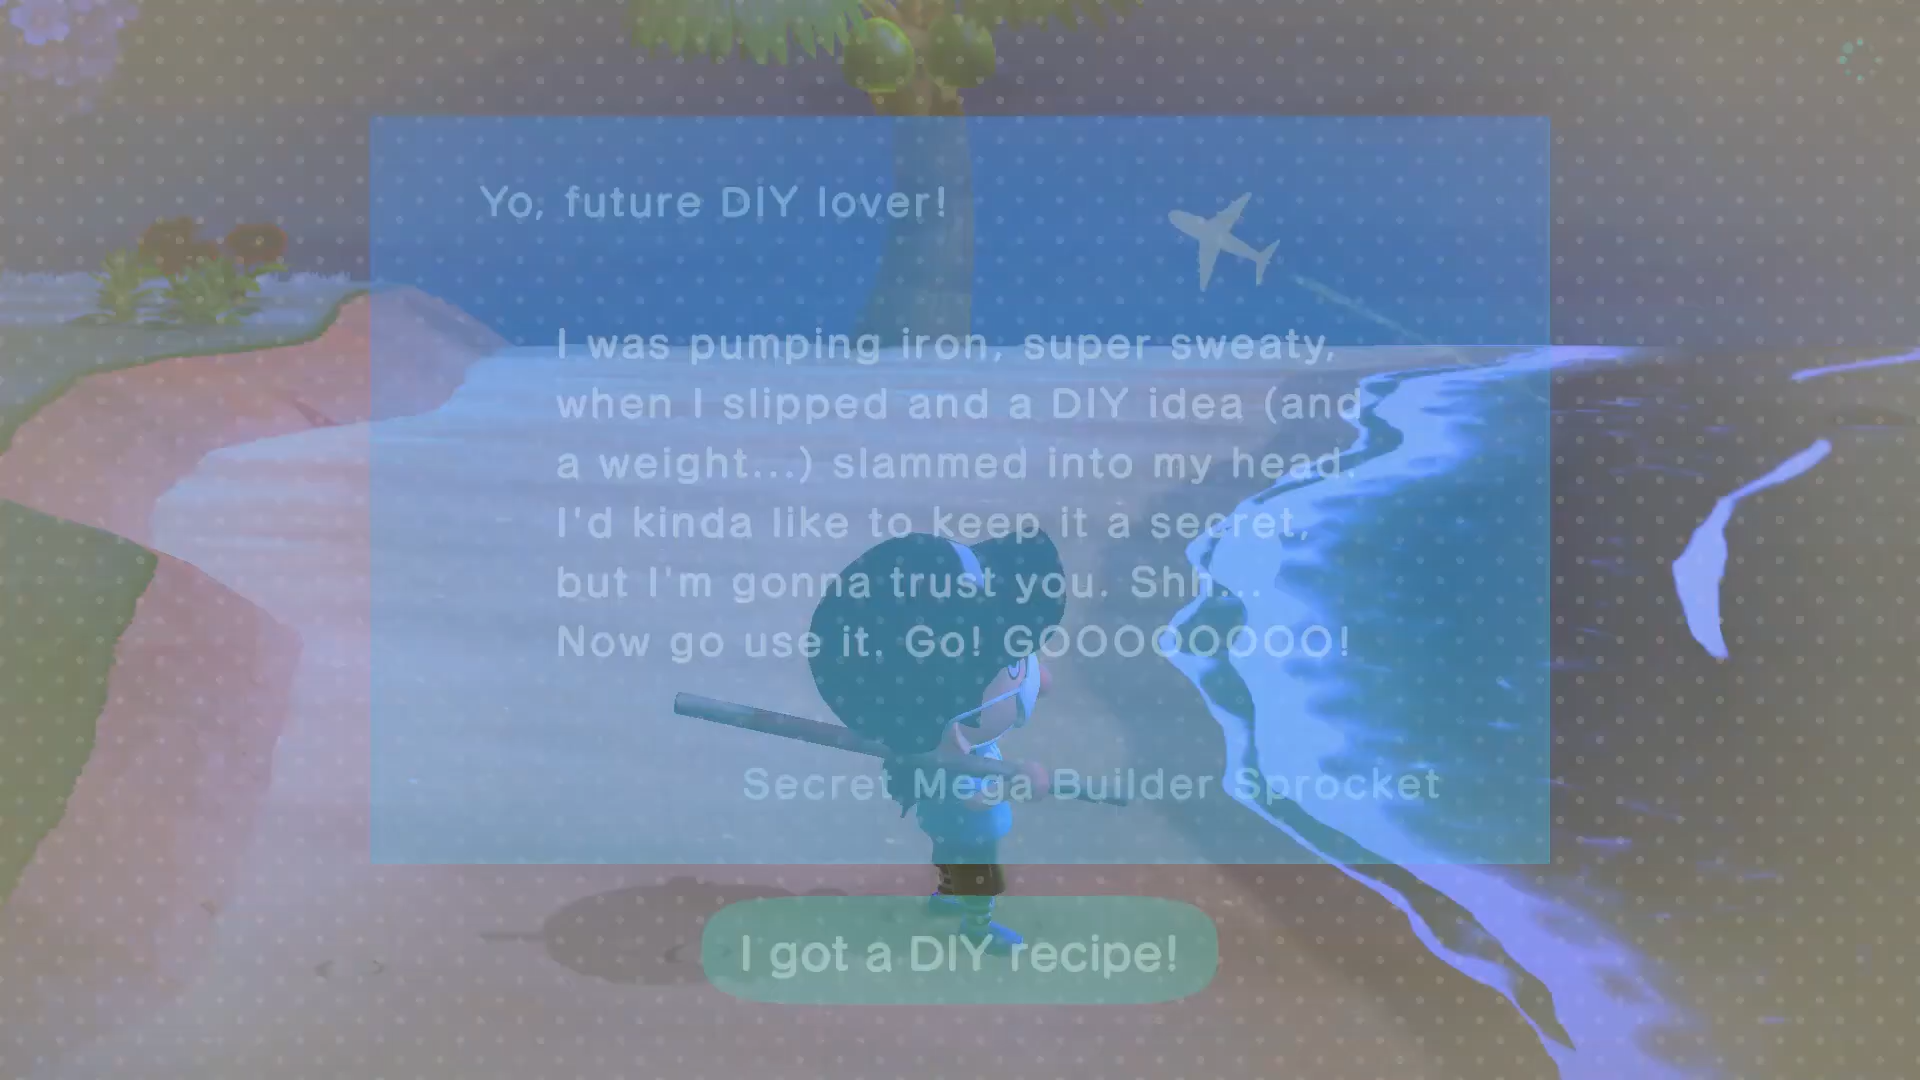 Yo, future DIY lover!
I was pumping iron, super sweaty,
when I slipped and a DIY idea (and
a weight...) slammed into my head.
I'd kinda like to keep it a secret,
but I'm gonna trust you. Shh...
Now go use it. Go! GOOOOOOOO!
Secret Mega Builder Sprocket
I got a DIY recipe!